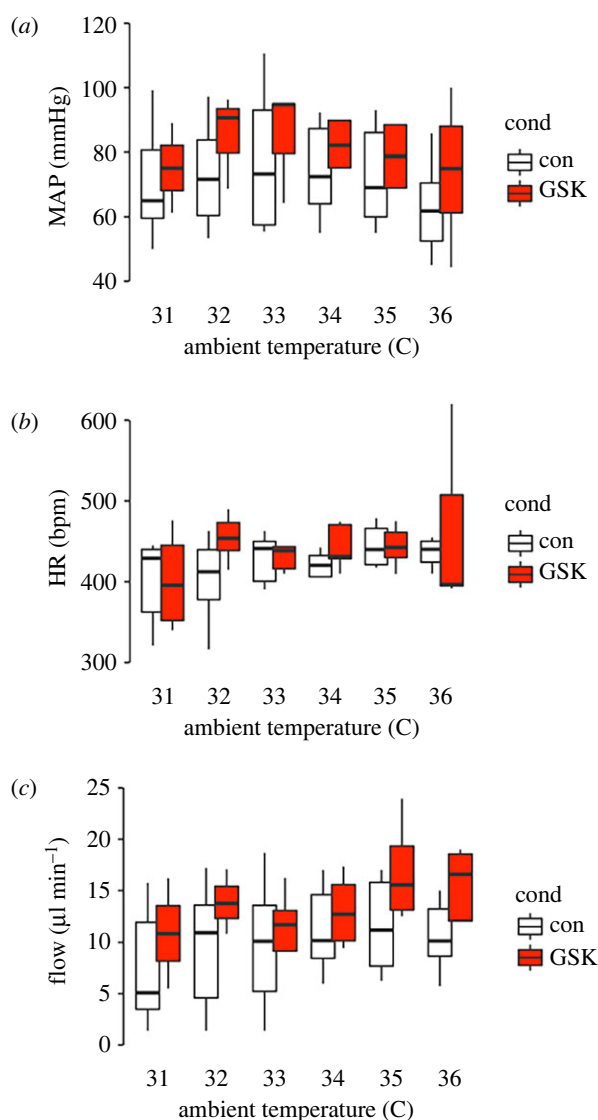 (a)
120
100
80
60
40
MAP (mmHg)
31 32 33 34 35 36
ambient temperature (C)
cond
con
GSK
(b)
600
450
400
300
HR (bpm)
31 32 33 34 35 36
ambient temperature (C)
cond
con
GSK
(c)
25
20
15
10
5
0
flow (µl min⁻¹)
31 32 33 34 35 36
ambient temperature (C)
cond
con
GSK